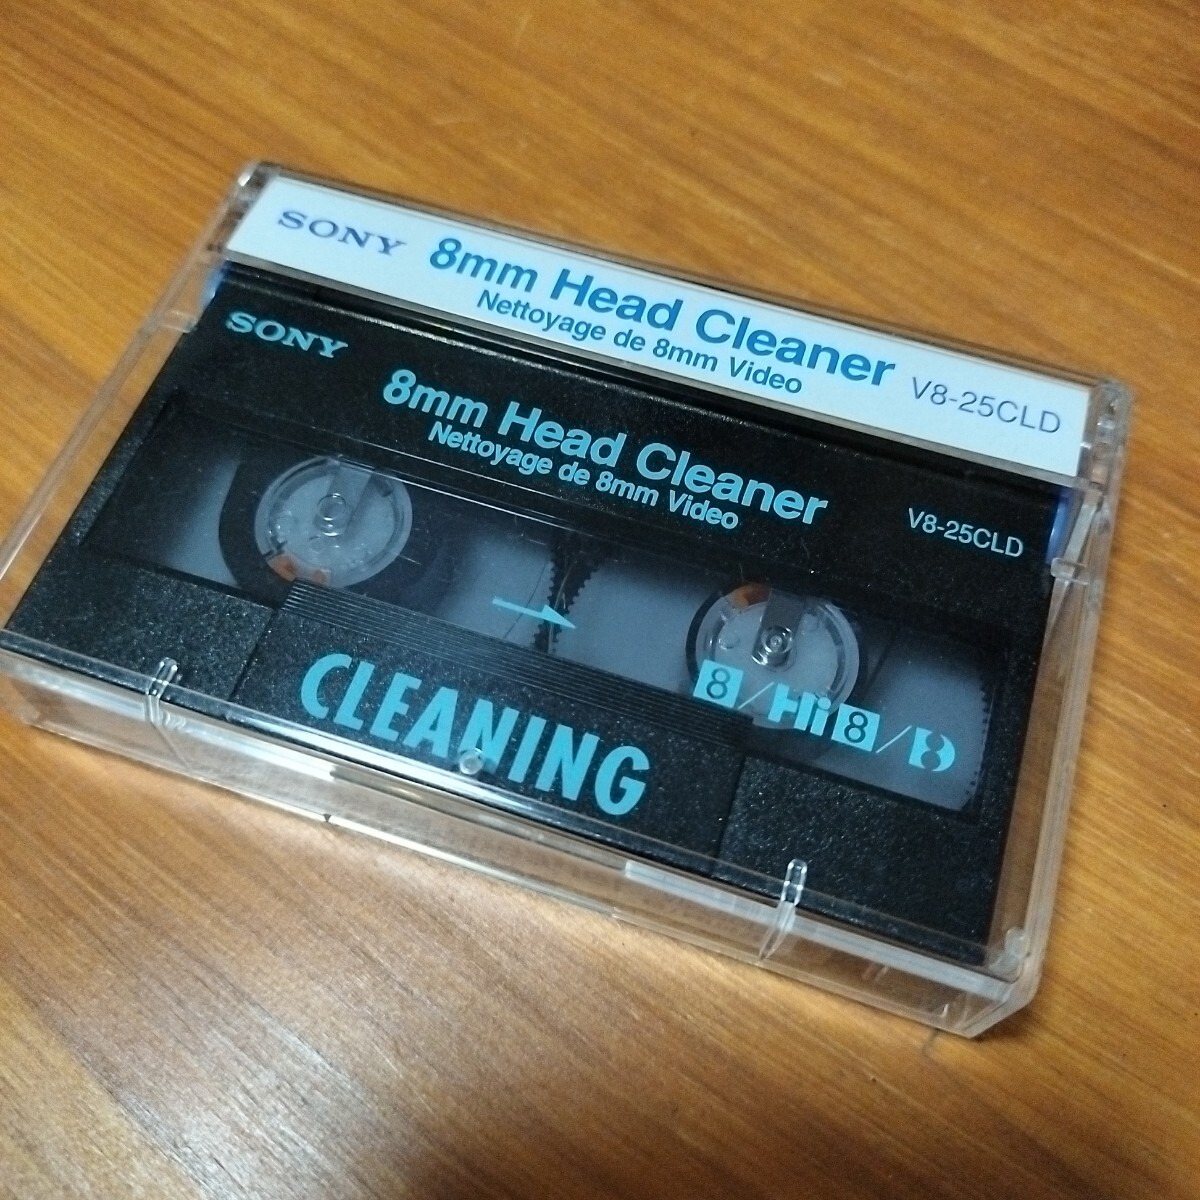 SONY 8mm Head Cleaner
Nettoyage de 8mm Video V8-25CLD
SONY
8mm Head Cleaner
Nettoyage de 8mm Video V8-25CLD
8/Hi8/8
CLEANING